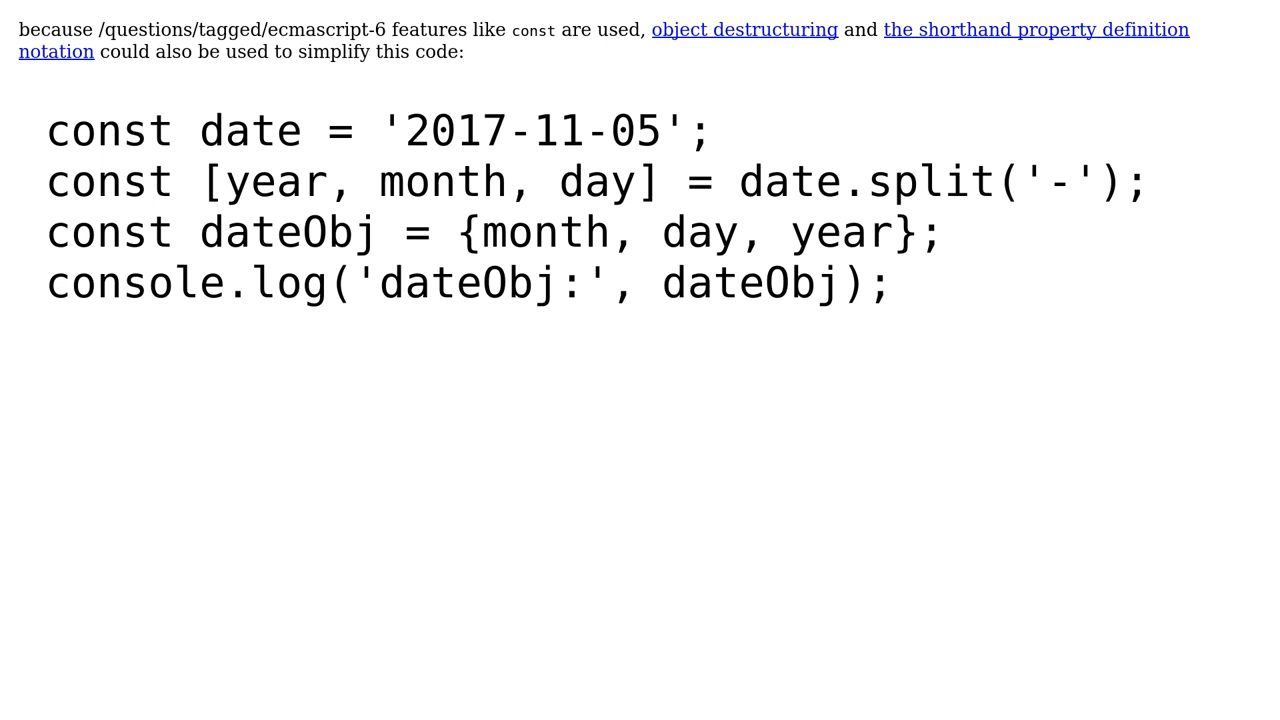 because /questions/tagged/ecmascript-6 features like const are used, object destructuring and the shorthand property definition
notation could also be used to simplify this code:
const date = '2017-11-05';
const [year, month, day] = date.split('-');
const dateObj = {month, day, year};
console.log('dateObj:', dateObj);